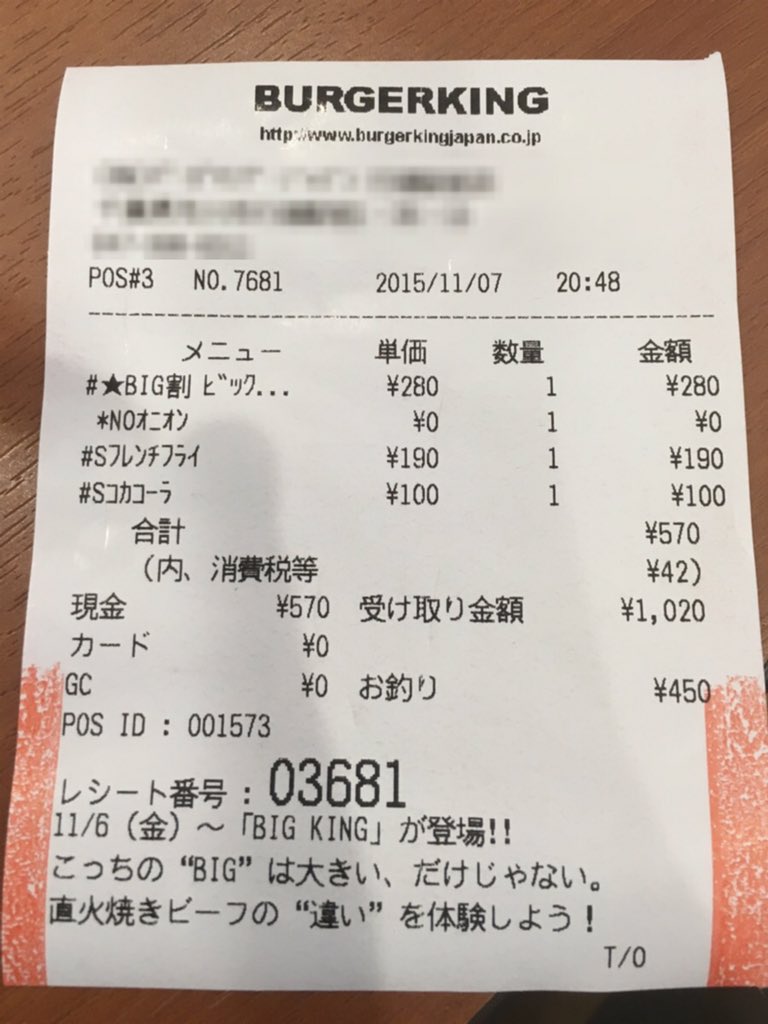 BURGERKING
http://www.burgerkingjapan.co.jp
POS#3 NO.7681 2015/11/07 20:48
メニュー 単価 数量 金額
#★BIG割 ﾋﾞｯｸ... ¥280 1 ¥280
*NOｵﾆｵﾝ ¥0 1 ¥0
#Sﾌﾚﾝﾁﾌﾗｲ ¥190 1 ¥190
#Sｺｶｺｰﾗ ¥100 1 ¥100
合計 ¥570
（内、消費税等 ¥42）
現金 ¥570 受け取り金額 ¥1,020
カード ¥0
GC ¥0 お釣り ¥450
POS ID : 001573
レシート番号 : 03681
11/6（金）～「BIG KING」が登場!!
こっちの“BIG”は大きい、だけじゃない。
直火焼きビーフの“違い”を体験しよう！
T/O